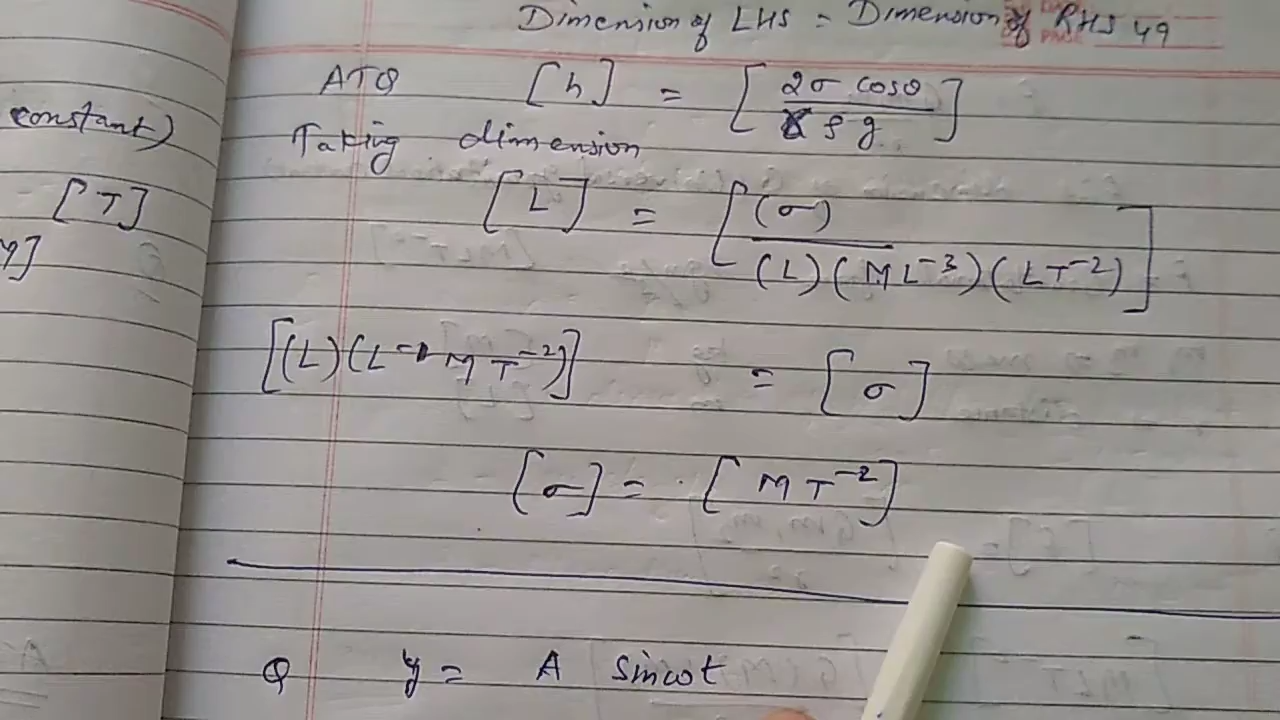 Dimension of LHS = Dimension of RHS 49
constant)
ATQ [h] = [2σ cosθ / r ρ g]
Taking dimension
[T]
[L] = [(σ) / (L)(ML⁻³)(LT⁻²)]
y]
[(L)(L⁻¹ M T⁻²)] = [σ]
[σ] = [MT⁻²]
Q y = A sinωt